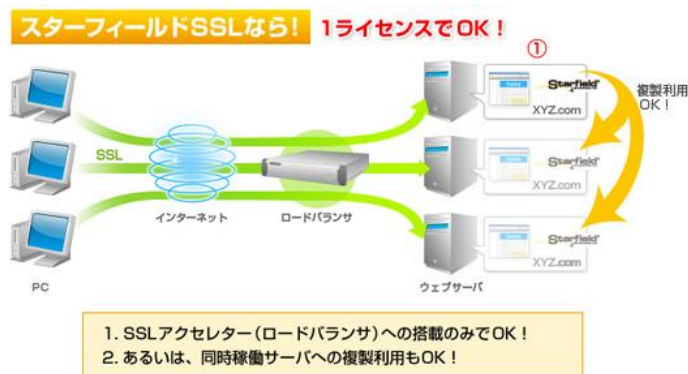 スターフィールドSSLなら! 1ライセンスでOK!
①
Starfield
XYZ.com
複製利用
OK!
SSL
Starfield
XYZ.com
インターネット
ロードバランサ
Starfield
XYZ.com
PC
ウェブサーバ
1. SSLアクセレター(ロードバランサ)への搭載のみでOK!
2. あるいは、同時稼働サーバへの複製利用もOK!